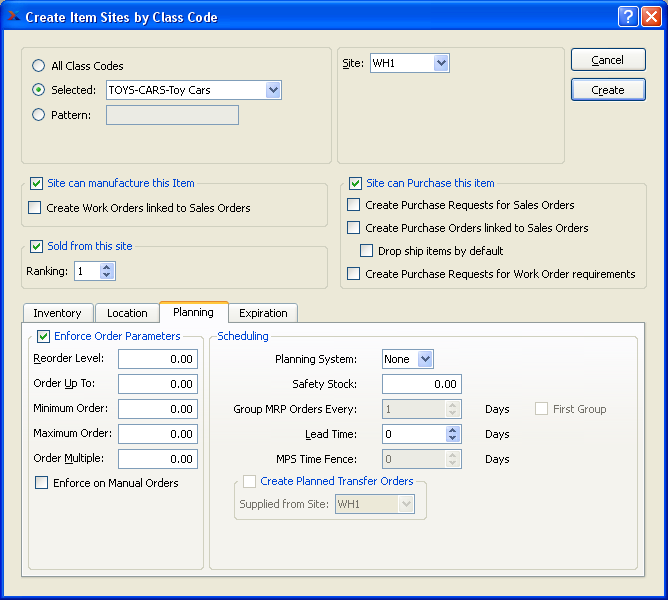 Create Item Sites by Class Code
All Class Codes
Selected: TOYS-CARS-Toy Cars
Pattern:
Site: WH1
Cancel
Create
Site can manufacture this Item
Create Work Orders linked to Sales Orders
Sold from this site
Ranking: 1
Site can Purchase this item
Create Purchase Requests for Sales Orders
Create Purchase Orders linked to Sales Orders
Drop ship items by default
Create Purchase Requests for Work Order requirements
Inventory Location Planning Expiration
Enforce Order Parameters
Reorder Level: 0.00
Order Up To: 0.00
Minimum Order: 0.00
Maximum Order: 0.00
Order Multiple: 0.00
Enforce on Manual Orders
Scheduling
Planning System: None
Safety Stock: 0.00
Group MRP Orders Every: 1 Days First Group
Lead Time: 0 Days
MPS Time Fence: 0 Days
Create Planned Transfer Orders
Supplied from Site: WH1